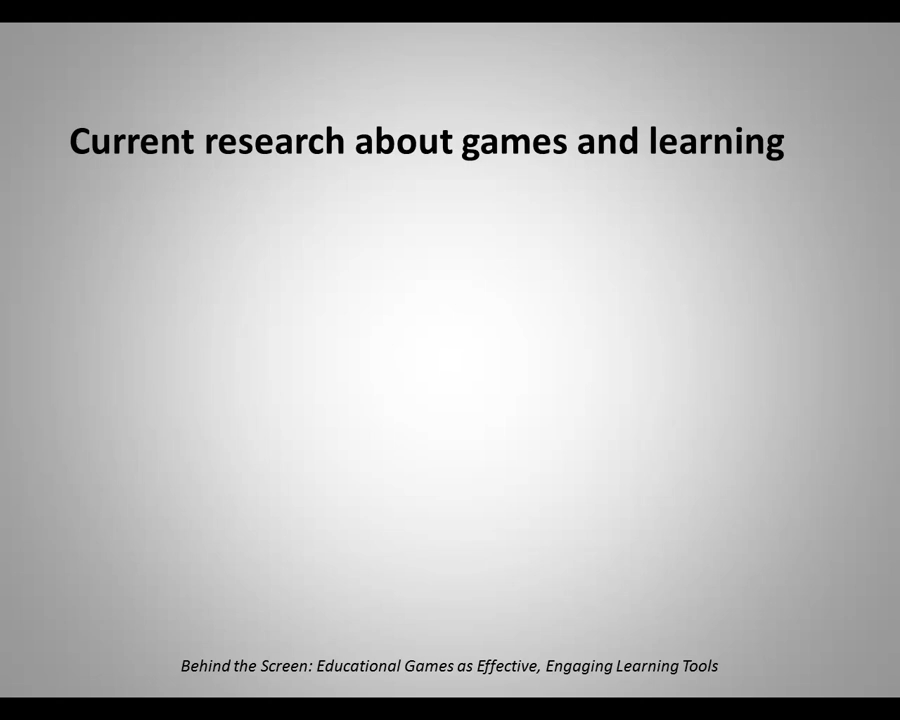 Current research about games and learning
Behind the Screen: Educational Games as Effective, Engaging Learning Tools